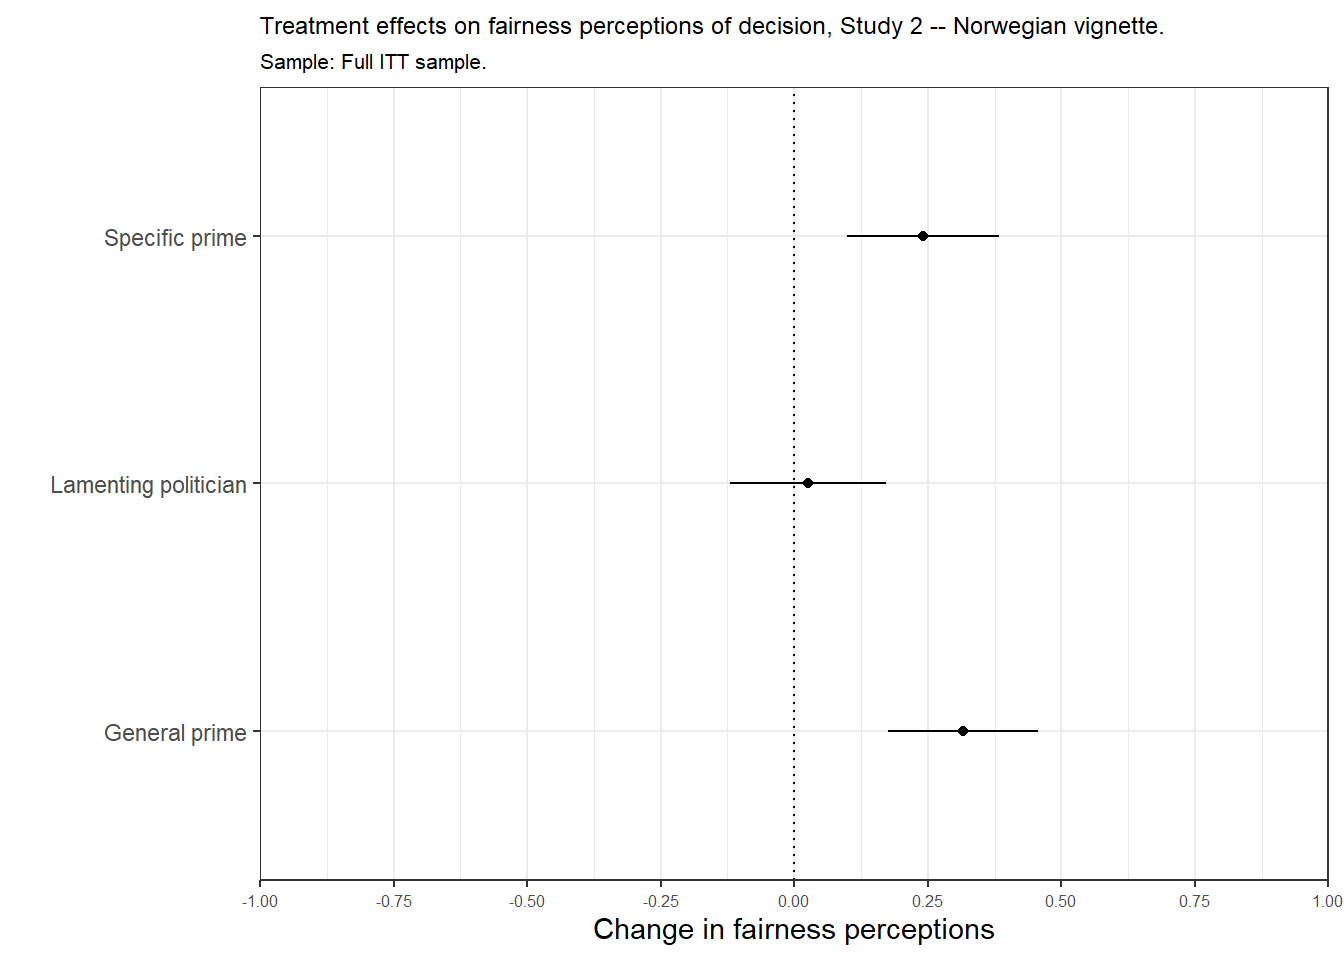 Treatment effects on fairness perceptions of decision, Study 2 -- Norwegian vignette.
Sample: Full ITT sample.
Specific prime
Lamenting politician
General prime
-1.00 -0.75 -0.50 -0.25 0.00 0.25 0.50 0.75 1.00
Change in fairness perceptions